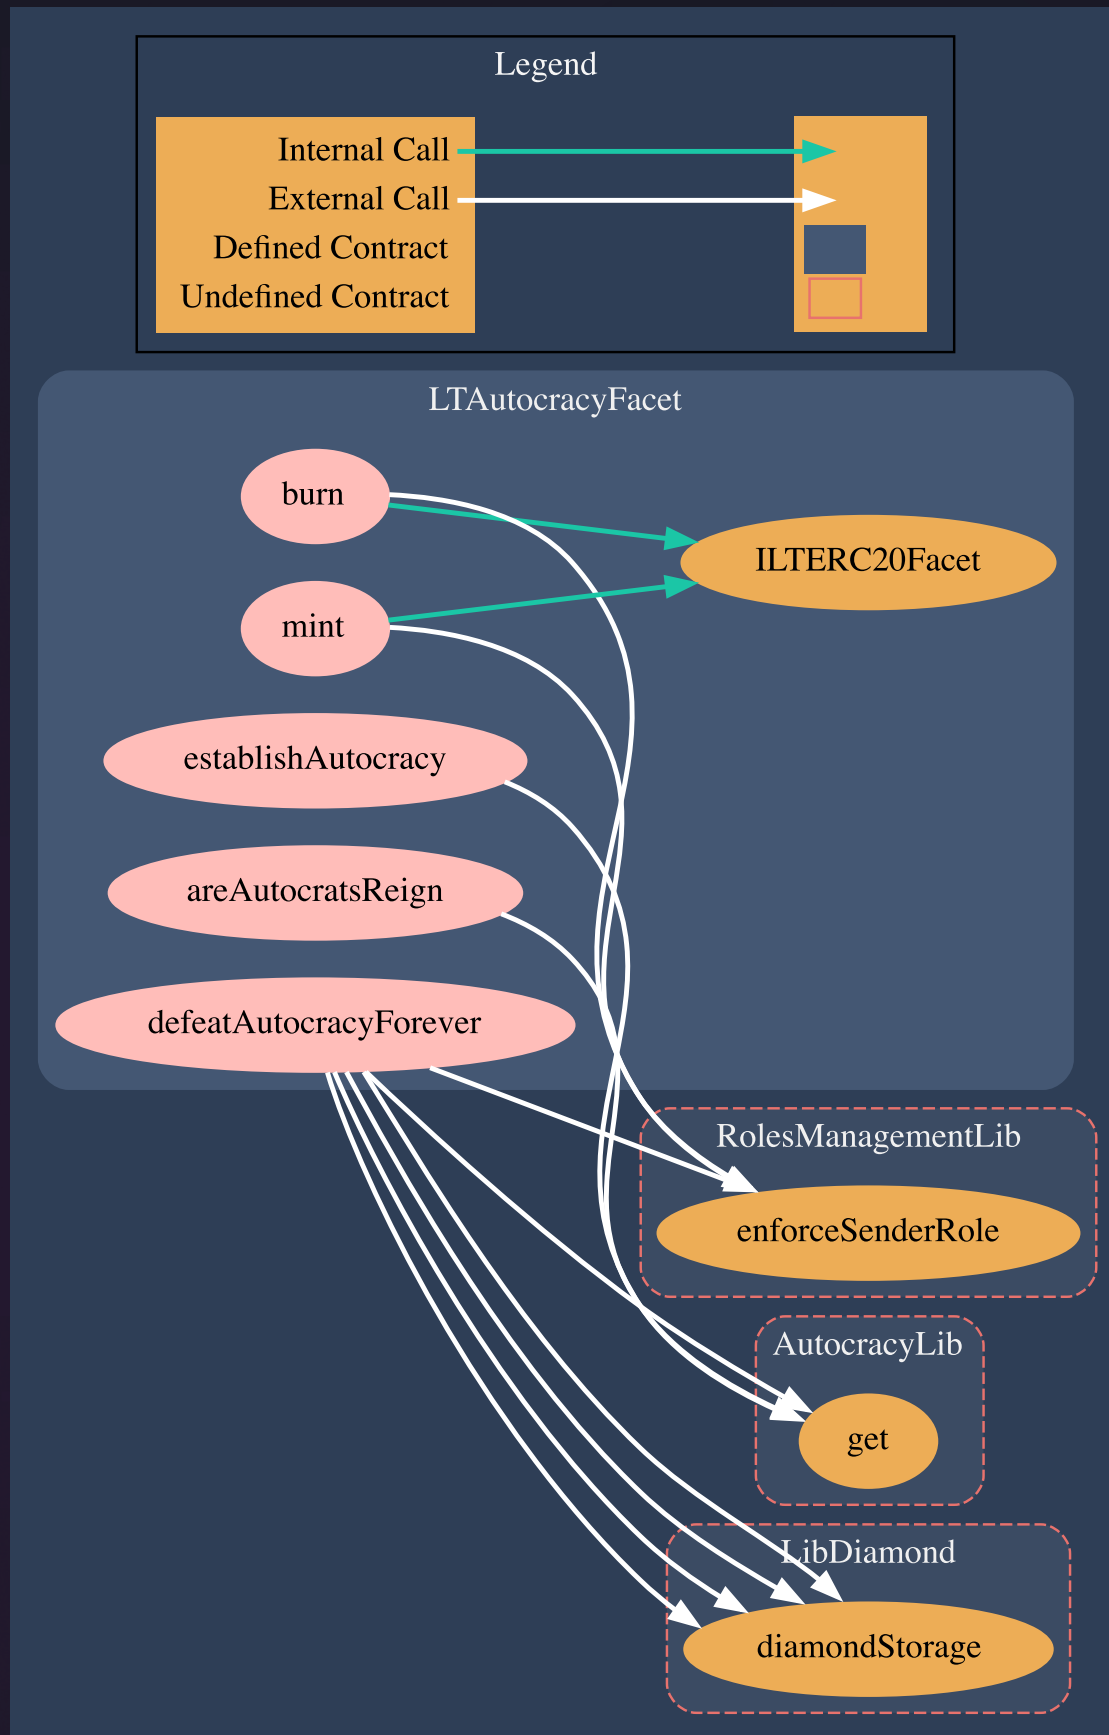 Legend
Internal Call
External Call
Defined Contract
Undefined Contract
LTAutocracyFacet
burn
ILTERC20Facet
mint
establishAutocracy
areAutocratsReign
defeatAutocracyForever
RolesManagementLib
enforceSenderRole
AutocracyLib
get
LibDiamond
diamondStorage